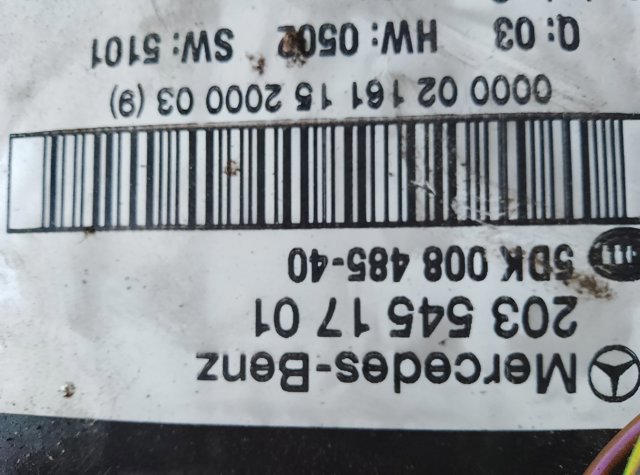 Mercedes-Benz
203 545 17 01
5DK 008 485-40
0000 02 161 15 2000 03 (9)
Q: 03 HW: 0502 SW: 5101